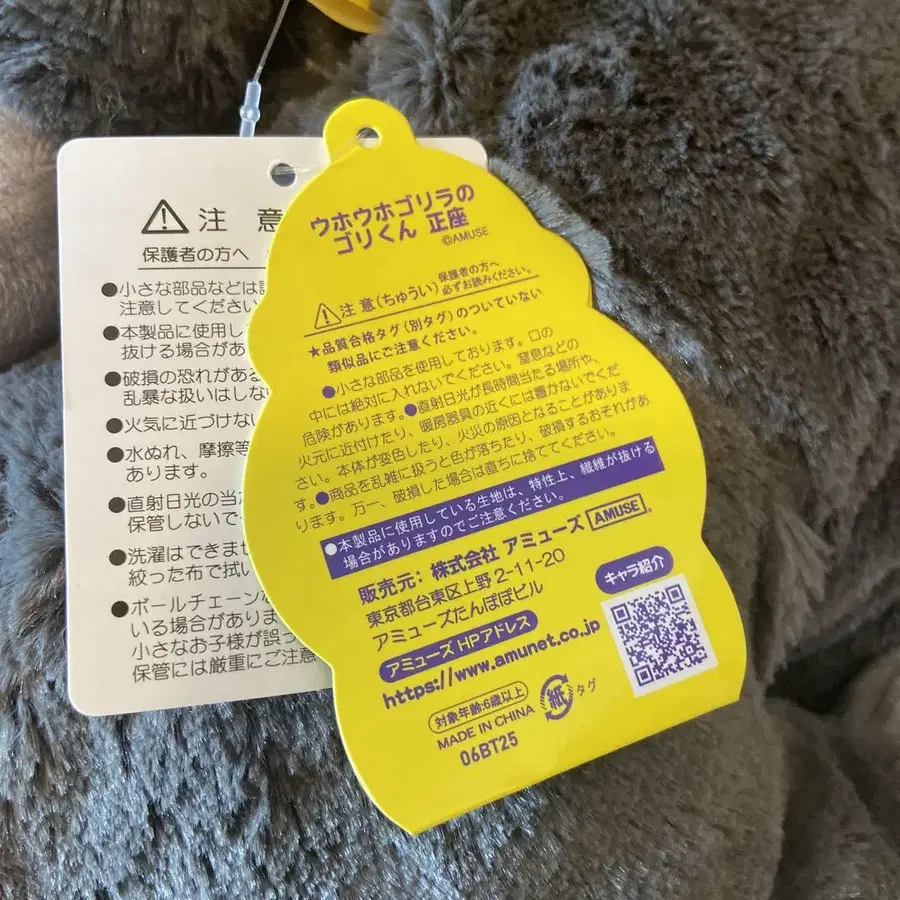 注 意
保護者の方へ
●小さな部品などは
注意してください
●本製品に使用し
抜ける場合があ
●破損の恐れがある
乱暴な扱いはしな
●火気に近づけな
●水ぬれ、摩擦等
あります。
●直射日光の当た
保管しないで
●洗濯はできませ
絞った布で拭い
●ボールチェーン
いる場合がありま
小さなお子様が誤っ
保管には厳重にご注意
ウホウホゴリラの
ゴリくん 正座
©AMUSE
注意(ちゅうい) 保護者の方へ
必ずお読みください。
★品質合格タグ(別タグ)のついていない
類似品にご注意ください。
●小さな部品を使用しております。口の
中には絶対に入れないでください。窒息などの
危険があります。●直射日光が長時間当たる場所や、
火元に近付けたり、暖房器具の近くには置かないでくだ
さい。本体が変色したり、火災の原因となることがありま
す。●商品を乱雑に扱うと色が落ちたり、破損するおそれがあ
ります。万一、破損した場合は直ちに捨ててください。
●本製品に使用している生地は、特性上、繊維が抜ける
場合がありますのでご注意ください。
販売元：株式会社 アミューズ AMUSE
東京都台東区上野 2-11-20
アミューズたんぽぽビル
アミューズ HPアドレス
https://www.amunet.co.jp
キャラ紹介
対象年齢:6歳以上
MADE IN CHINA
紙 タグ
06BT25